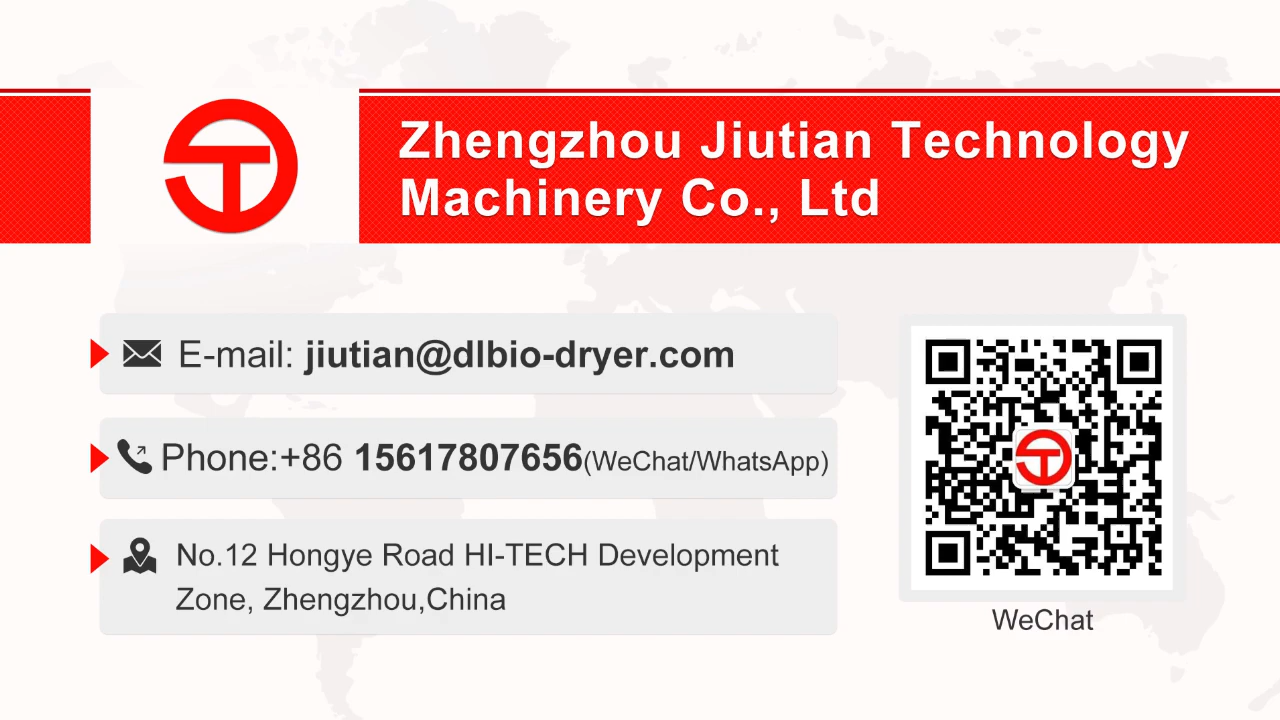 Zhengzhou Jiutian Technology
Machinery Co., Ltd
E-mail: jiutian@dlbio-dryer.com
Phone:+86 15617807656(WeChat/WhatsApp)
No.12 Hongye Road HI-TECH Development
Zone, Zhengzhou,China
WeChat